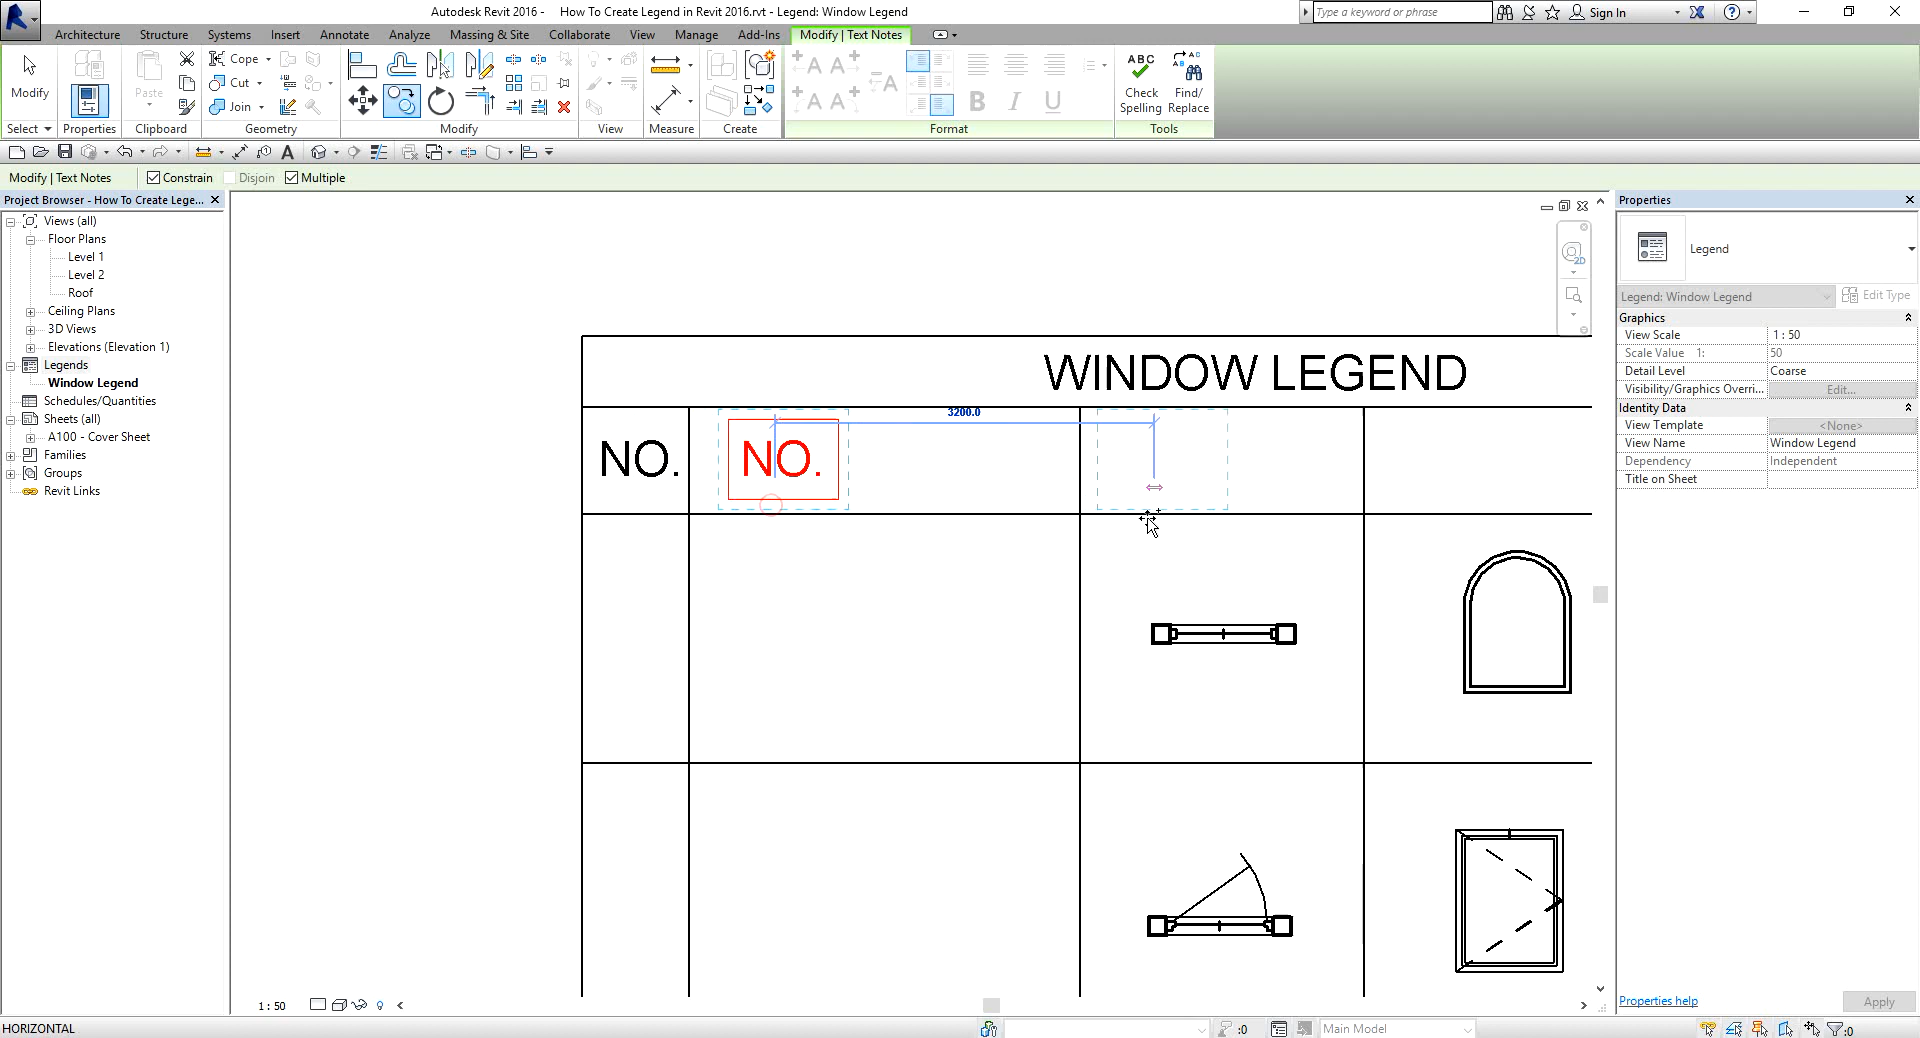 Autodesk Revit 2016 - How To Create Legend in Revit 2016.rvt - Legend: Window Legend
Type a keyword or phrase
Sign In
Architecture Structure Systems Insert Annotate Analyze Massing & Site Collaborate View Manage Add-Ins Modify | Text Notes
Modify
Paste
Cope
Cut
Join
ABC
Check Spelling
Find/ Replace
Select Properties Clipboard Geometry Modify View Measure Create Format Tools
Modify | Text Notes Constrain Disjoin Multiple
Project Browser - How To Create Lege...
Views (all)
Floor Plans
Level 1
Level 2
Roof
Ceiling Plans
3D Views
Elevations (Elevation 1)
Legends
Window Legend
Schedules/Quantities
Sheets (all)
A100 - Cover Sheet
Families
Groups
Revit Links
2D
WINDOW LEGEND
3200.0
NO. NO.
Properties
Legend
Legend: Window Legend Edit Type
Graphics
View Scale 1 : 50
Scale Value 1: 50
Detail Level Coarse
Visibility/Graphics Overri... Edit...
Identity Data
View Template <None>
View Name Window Legend
Dependency Independent
Title on Sheet
Properties help Apply
1 : 50
HORIZONTAL
:0
Main Model
:0